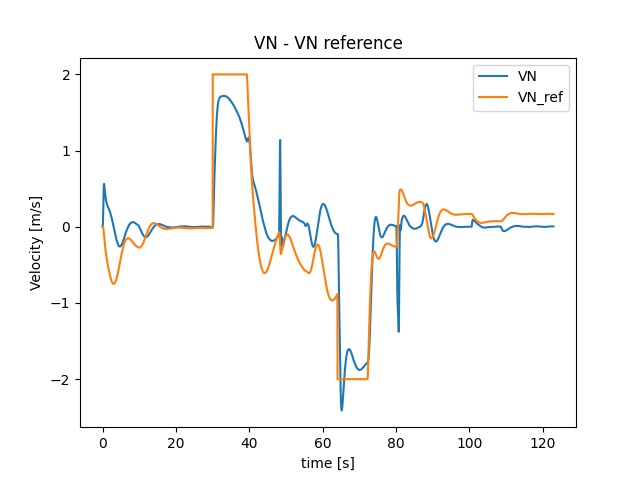 VN - VN reference
VN
VN_ref
Velocity [m/s]
2
1
0
−1
−2
0 20 40 60 80 100 120
time [s]